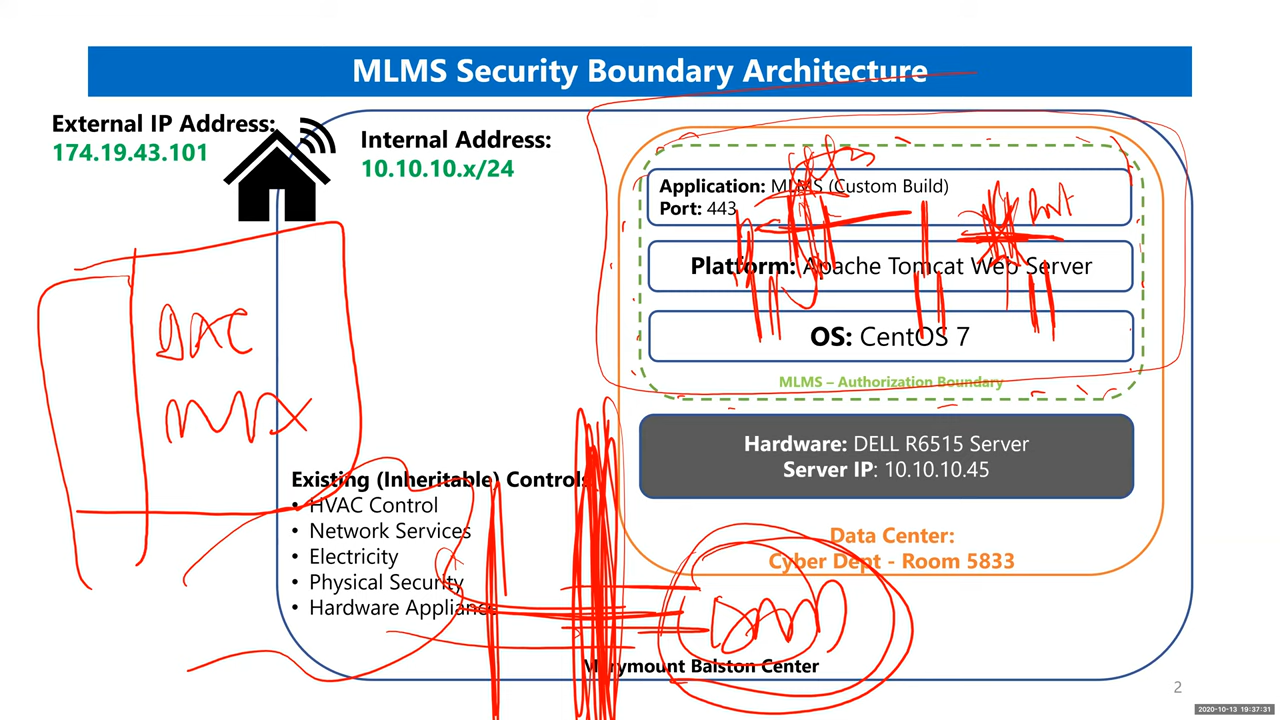 MLMS Security Boundary Architecture
External IP Address:
174.19.43.101
Internal Address:
10.10.10.x/24
Application: MLMS (Custom Build)
Port: 443
Platform: Apache Tomcat Web Server
OS: CentOS 7
MLMS – Authorization Boundary
Hardware: DELL R6515 Server
Server IP: 10.10.10.45
Data Center:
Cyber Dept - Room 5833
Existing (Inheritable) Controls
• HVAC Control
• Network Services
• Electricity
• Physical Security
• Hardware Appliance
Marymount Balston Center
2
2020-10-13 19:37:31